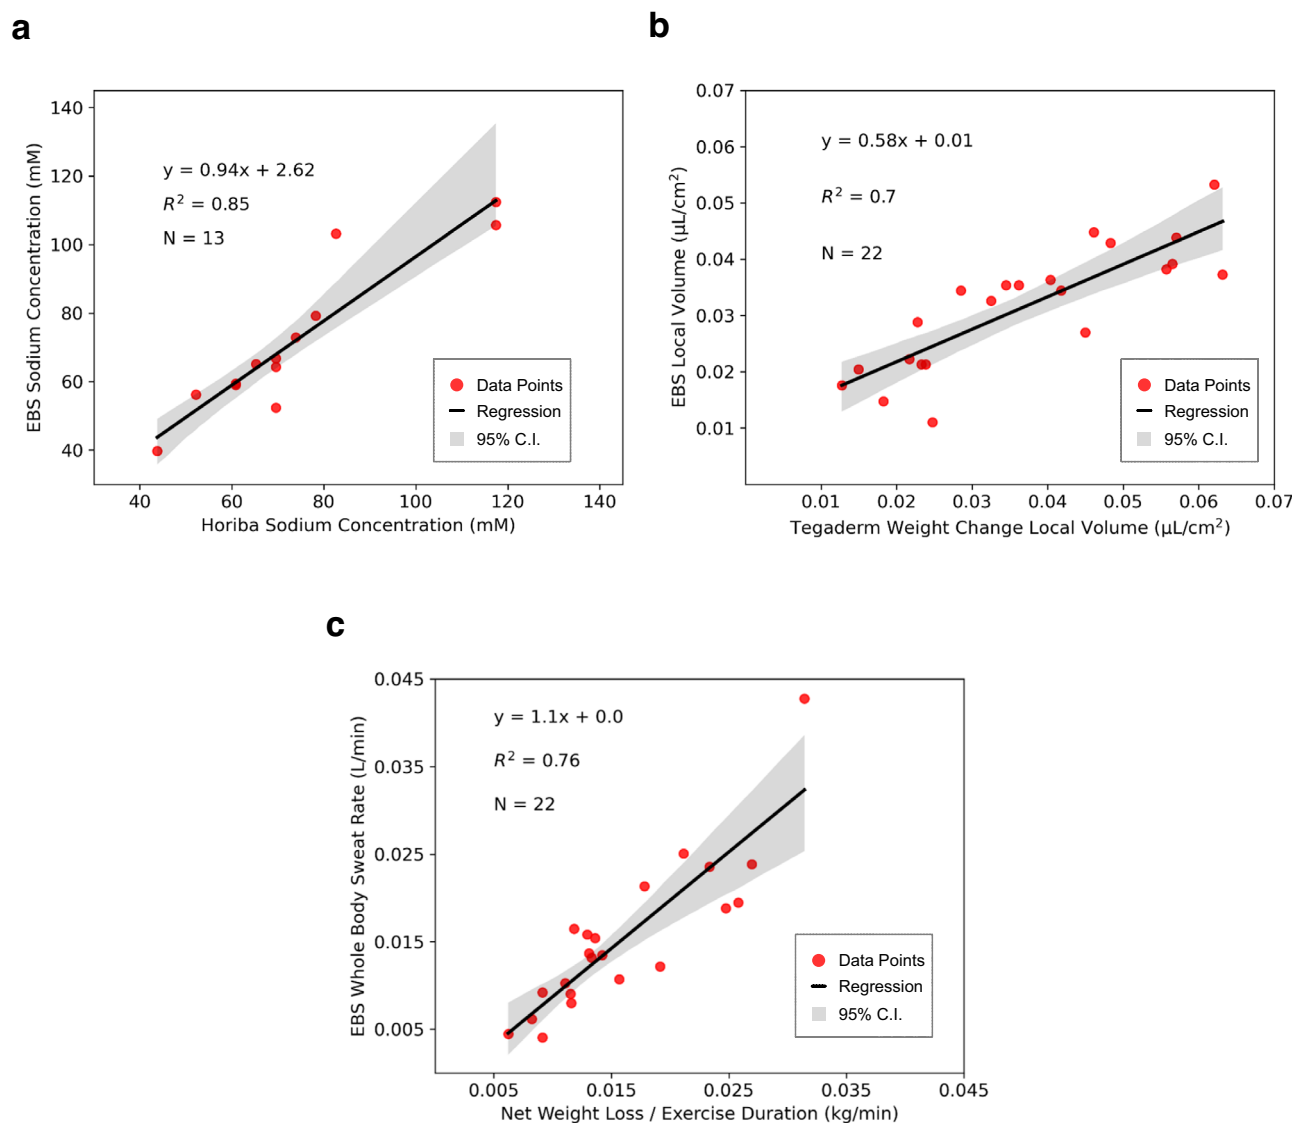 a
140
120
100
80
60
40
EBS Sodium Concentration (mM)
y = 0.94x + 2.62
R² = 0.85
N = 13
Data Points
Regression
95% C.I.
40 60 80 100 120 140
Horiba Sodium Concentration (mM)
b
0.07
0.06
0.05
0.04
0.03
0.02
0.01
EBS Local Volume (µL/cm²)
y = 0.58x + 0.01
R² = 0.7
N = 22
Data Points
Regression
95% C.I.
0.01 0.02 0.03 0.04 0.05 0.06 0.07
Tegaderm Weight Change Local Volume (µL/cm²)
c
0.045
0.035
0.025
0.015
0.005
EBS Whole Body Sweat Rate (L/min)
y = 1.1x + 0.0
R² = 0.76
N = 22
Data Points
Regression
95% C.I.
0.005 0.015 0.025 0.035 0.045
Net Weight Loss / Exercise Duration (kg/min)